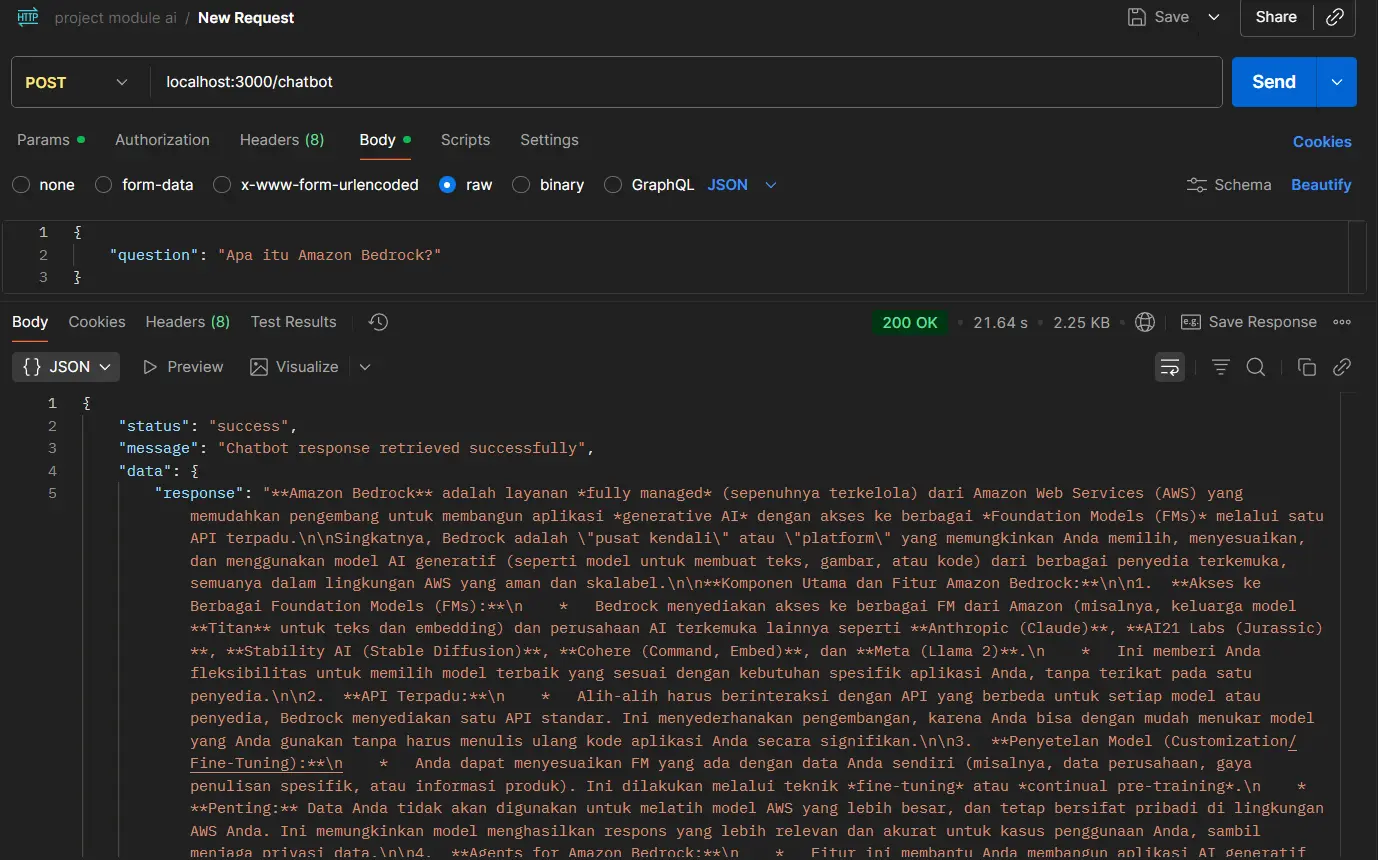 HTTP project module ai / New Request Save Share
POST localhost:3000/chatbot Send
Params Authorization Headers (8) Body Scripts Settings Cookies
none form-data x-www-form-urlencoded raw binary GraphQL JSON Schema Beautify
1 {
2 "question": "Apa itu Amazon Bedrock?"
3 }
Body Cookies Headers (8) Test Results 200 OK • 21.64 s • 2.25 KB • e.g. Save Response
{} JSON Preview Visualize
1 {
2 "status": "success",
3 "message": "Chatbot response retrieved successfully",
4 "data": {
5 "response": "**Amazon Bedrock** adalah layanan *fully managed* (sepenuhnya terkelola) dari Amazon Web Services (AWS) yang
memudahkan pengembang untuk membangun aplikasi *generative AI* dengan akses ke berbagai *Foundation Models (FMs)* melalui satu
API terpadu.\n\nSingkatnya, Bedrock adalah \"pusat kendali\" atau \"platform\" yang memungkinkan Anda memilih, menyesuaikan,
dan menggunakan model AI generatif (seperti model untuk membuat teks, gambar, atau kode) dari berbagai penyedia terkemuka,
semuanya dalam lingkungan AWS yang aman dan skalabel.\n\n**Komponen Utama dan Fitur Amazon Bedrock:**\n\n1.  **Akses ke
Berbagai Foundation Models (FMs):**\n    *   Bedrock menyediakan akses ke berbagai FM dari Amazon (misalnya, keluarga model
**Titan** untuk teks dan embedding) dan perusahaan AI terkemuka lainnya seperti **Anthropic (Claude)**, **AI21 Labs (Jurassic)
**, **Stability AI (Stable Diffusion)**, **Cohere (Command, Embed)**, dan **Meta (Llama 2)**.\n    *   Ini memberi Anda
fleksibilitas untuk memilih model terbaik yang sesuai dengan kebutuhan spesifik aplikasi Anda, tanpa terikat pada satu
penyedia.\n\n2.  **API Terpadu:**\n    *   Alih-alih harus berinteraksi dengan API yang berbeda untuk setiap model atau
penyedia, Bedrock menyediakan satu API standar. Ini menyederhanakan pengembangan, karena Anda bisa dengan mudah menukar model
yang Anda gunakan tanpa harus menulis ulang kode aplikasi Anda secara signifikan.\n\n3.  **Penyetelan Model (Customization/
Fine-Tuning):**\n    *   Anda dapat menyesuaikan FM yang ada dengan data Anda sendiri (misalnya, data perusahaan, gaya
penulisan spesifik, atau informasi produk). Ini dilakukan melalui teknik *fine-tuning* atau *continual pre-training*.\n    *
**Penting:** Data Anda tidak akan digunakan untuk melatih model AWS yang lebih besar, dan tetap bersifat pribadi di lingkungan
AWS Anda. Ini memungkinkan model menghasilkan respons yang lebih relevan dan akurat untuk kasus penggunaan Anda, sambil
menjaga privasi data.\n\n4.  **Agents for Amazon Bedrock:**\n    *   Fitur ini membantu Anda membangun aplikasi AI generatif